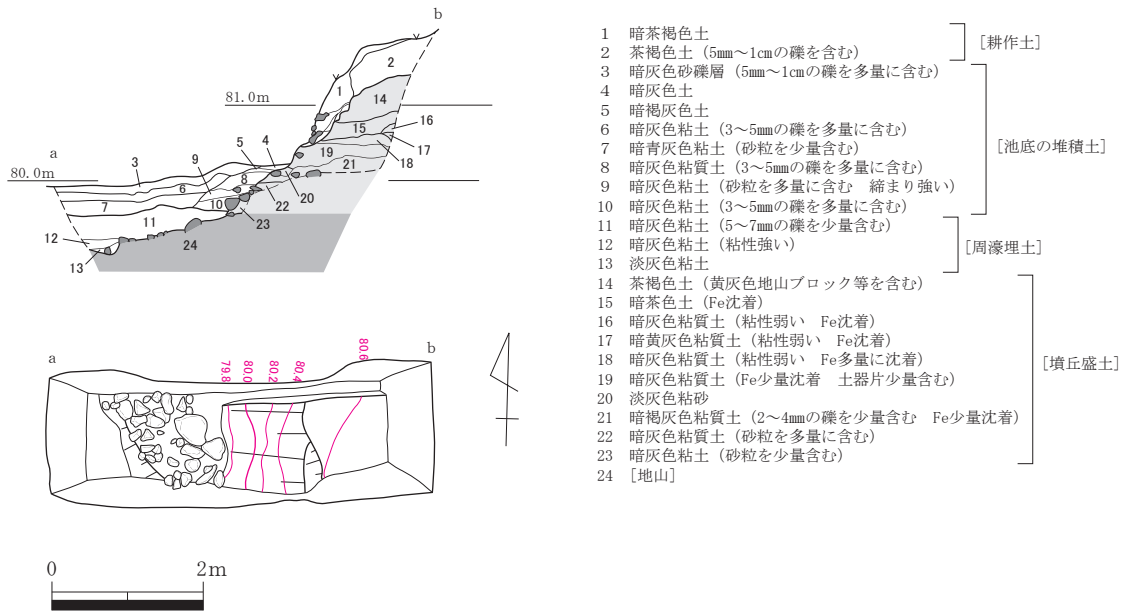 b
2
1
14
81.0m
16
15
17
4
19
a
5
18
9
21
3
8
80.0m
6
20
22
10
7
23
11
12
24
13
a
79.8
80.0
80.2
80.4
80.6
b
0
2m
1 暗茶褐色土
2 茶褐色土(5㎜～1㎝の礫を含む)
[耕作土]
3 暗灰色砂礫層(5㎜～1㎝の礫を多量に含む)
4 暗灰色土
5 暗褐灰色土
6 暗灰色粘土(3～5㎜の礫を多量に含む)
7 暗青灰色粘土(砂粒を少量含む)
8 暗灰色粘質土(3～5㎜の礫を多量に含む)
9 暗灰色粘土(砂粒を多量に含む 締まり強い)
10 暗灰色粘土(3～5㎜の礫を多量に含む)
[池底の堆積土]
11 暗灰色粘土(5～7㎜の礫を少量含む)
12 暗灰色粘土(粘性強い)
13 淡灰色粘土
[周濠埋土]
14 茶褐色土(黄灰色地山ブロック等を含む)
15 暗茶色土(Fe沈着)
16 暗灰色粘質土(粘性弱い Fe沈着)
17 暗黄灰色粘質土(粘性弱い Fe沈着)
18 暗灰色粘質土(粘性弱い Fe多量に沈着)
19 暗灰色粘質土(Fe少量沈着 土器片少量含む)
20 淡灰色粘砂
21 暗褐灰色粘質土(2～4㎜の礫を少量含む Fe少量沈着)
22 暗灰色粘質土(砂粒を多量に含む)
23 暗灰色粘質土(砂粒を少量含む)
[墳丘盛土]
24 [地山]